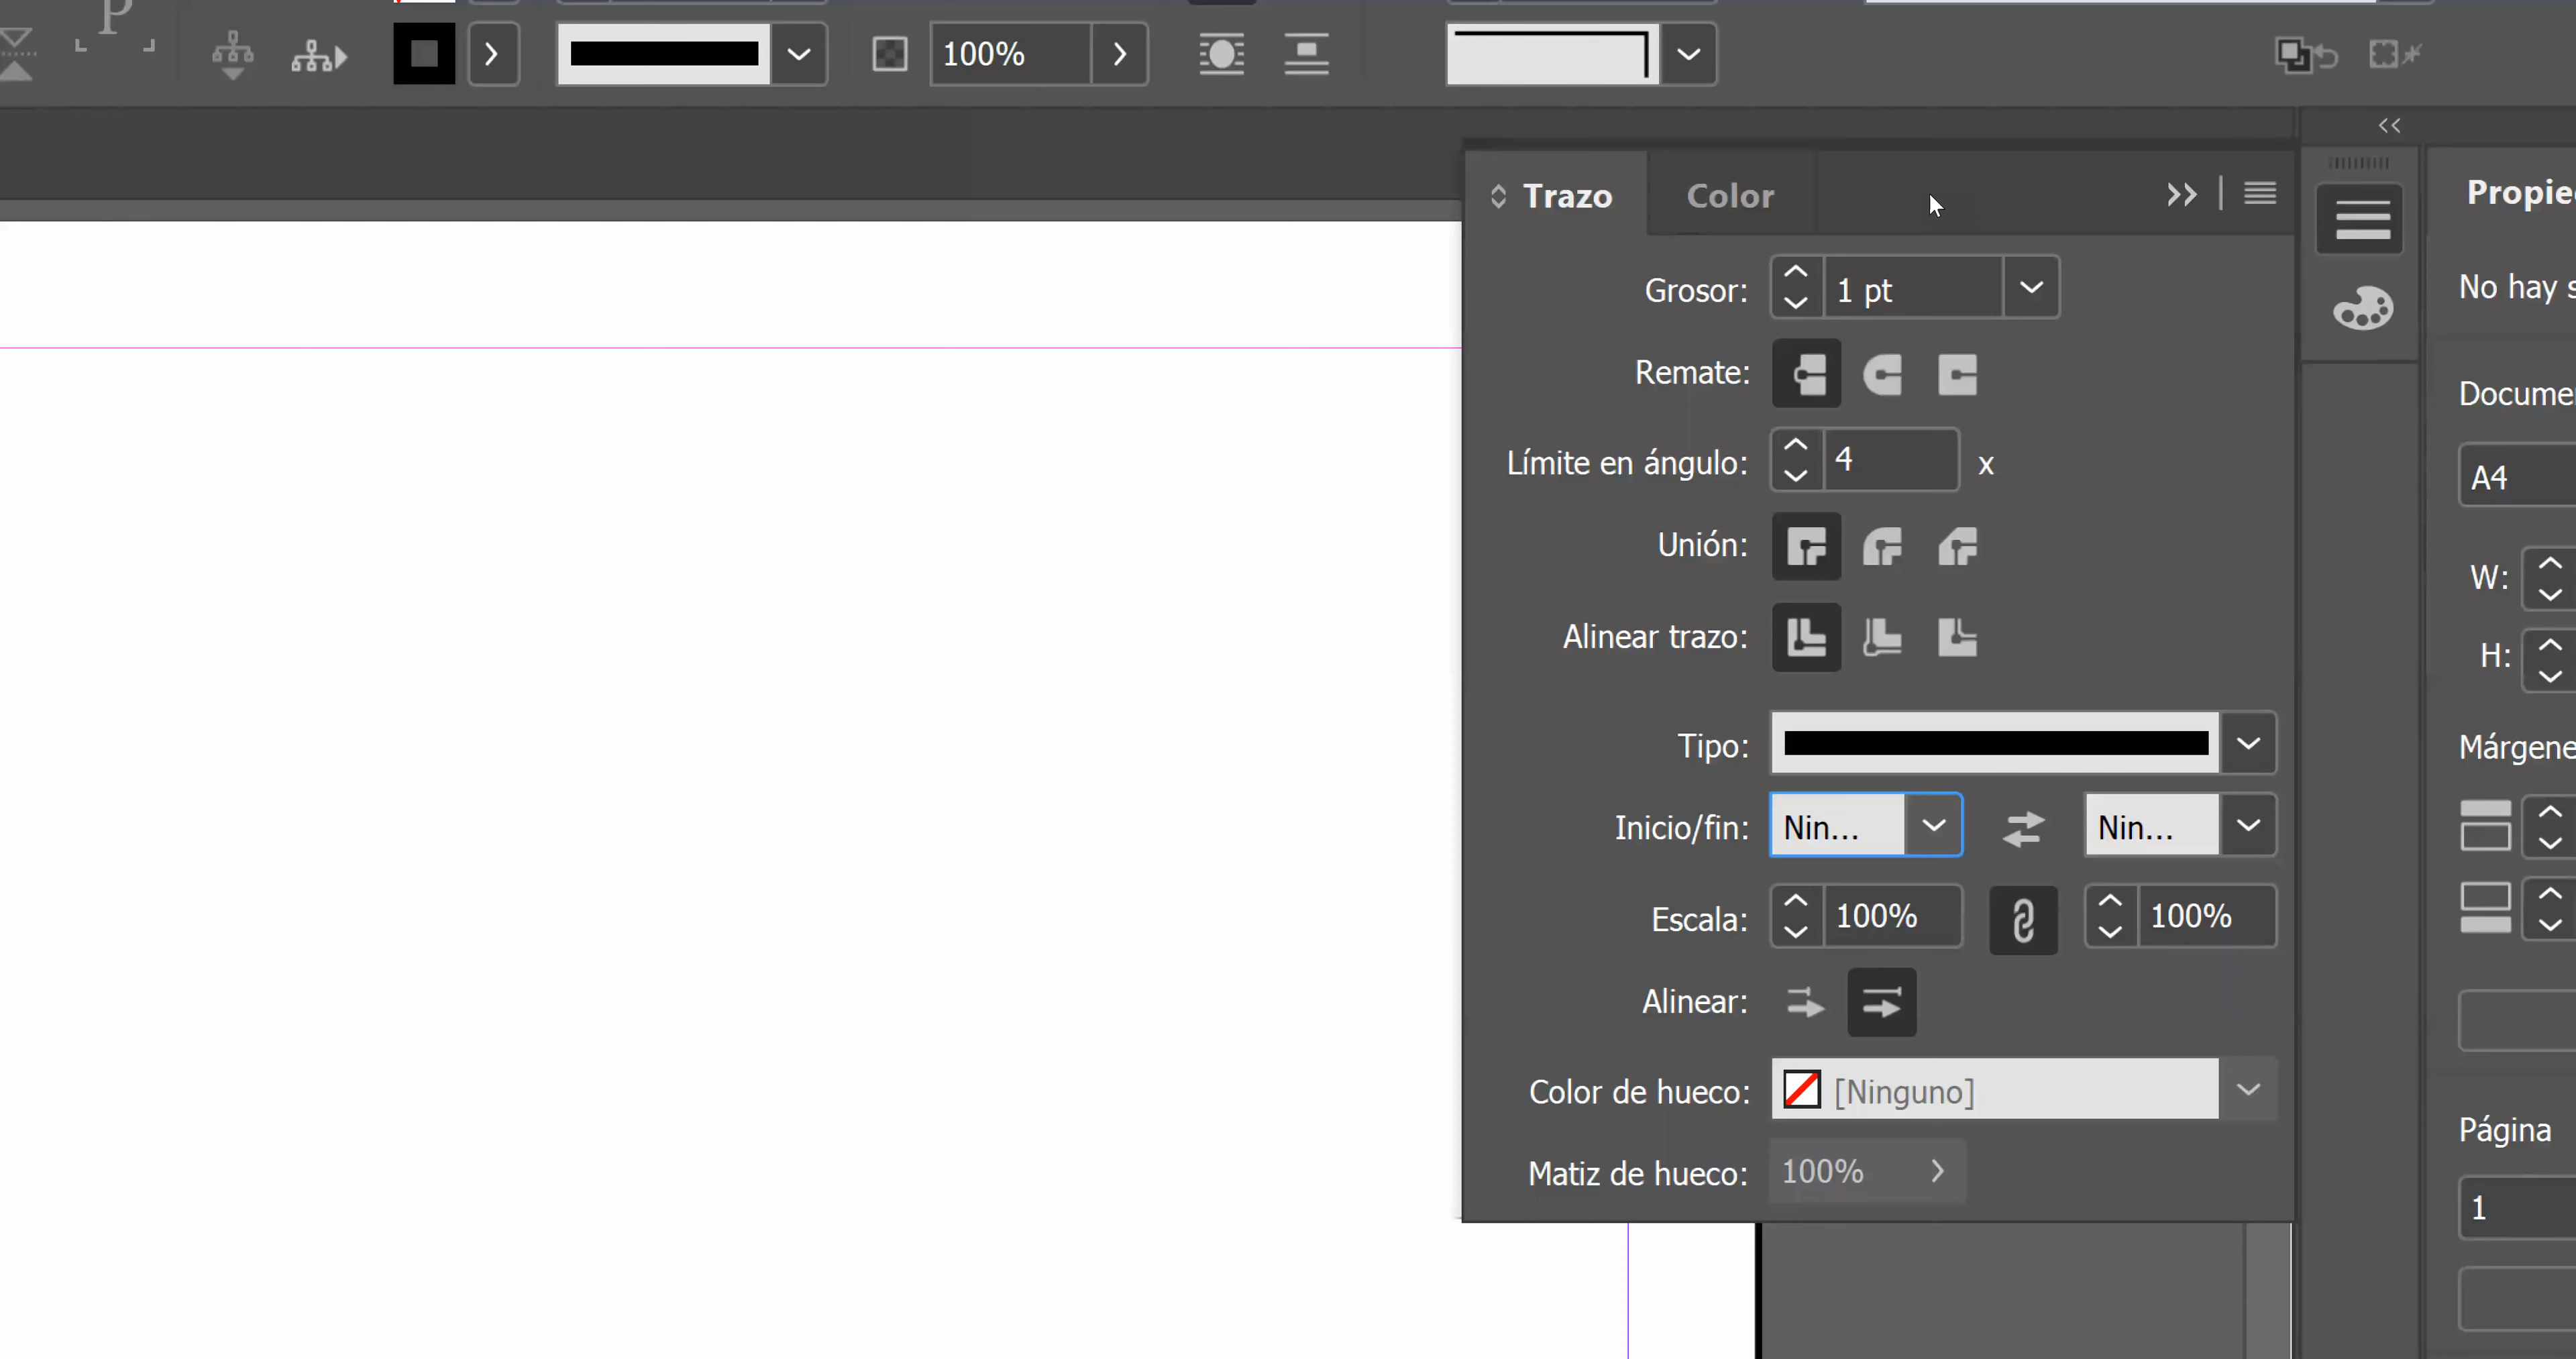 P
100%
Trazo Color
Propie
Grosor: 1 pt
No hay s
Remate:
Docume
Límite en ángulo: 4 x
A4
Unión:
W:
Alinear trazo:
H:
Tipo:
Márgene
Inicio/fin: Nin... Nin...
Escala: 100% 100%
Alinear:
Color de hueco: [Ninguno]
Página
Matiz de hueco: 100%
1